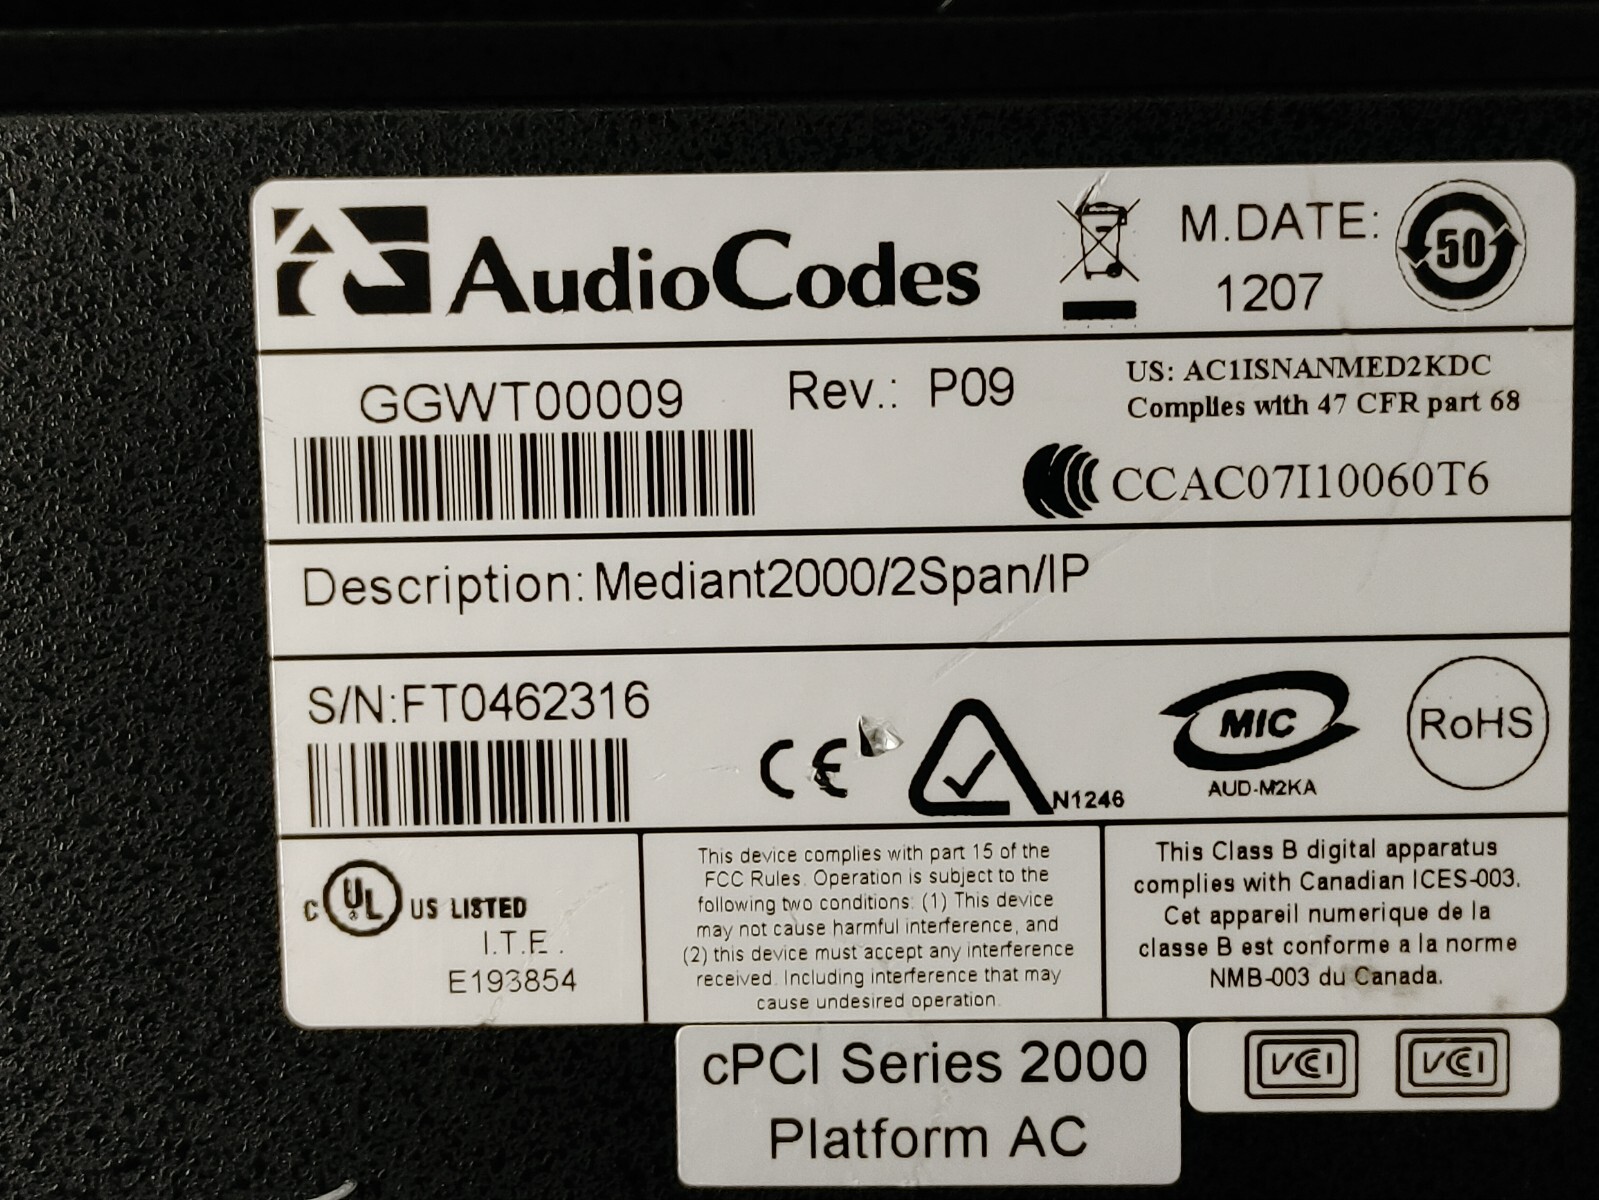 AudioCodes
M.DATE:
1207
50
GGWT00009
Rev.: P09
US: AC1ISNANMED2KDC
Complies with 47 CFR part 68
CCAC07I10060T6
Description: Mediant2000/2Span/IP
S/N:FT0462316
CE
N1246
MIC
AUD-M2KA
RoHS
C UL US LISTED
I.T.E.
E193854
This device complies with part 15 of the
FCC Rules. Operation is subject to the
following two conditions: (1) This device
may not cause harmful interference, and
(2) this device must accept any interference
received. Including interference that may
cause undesired operation.
This Class B digital apparatus
complies with Canadian ICES-003.
Cet appareil numerique de la
classe B est conforme a la norme
NMB-003 du Canada.
cPCI Series 2000
Platform AC
VCCI VCCI